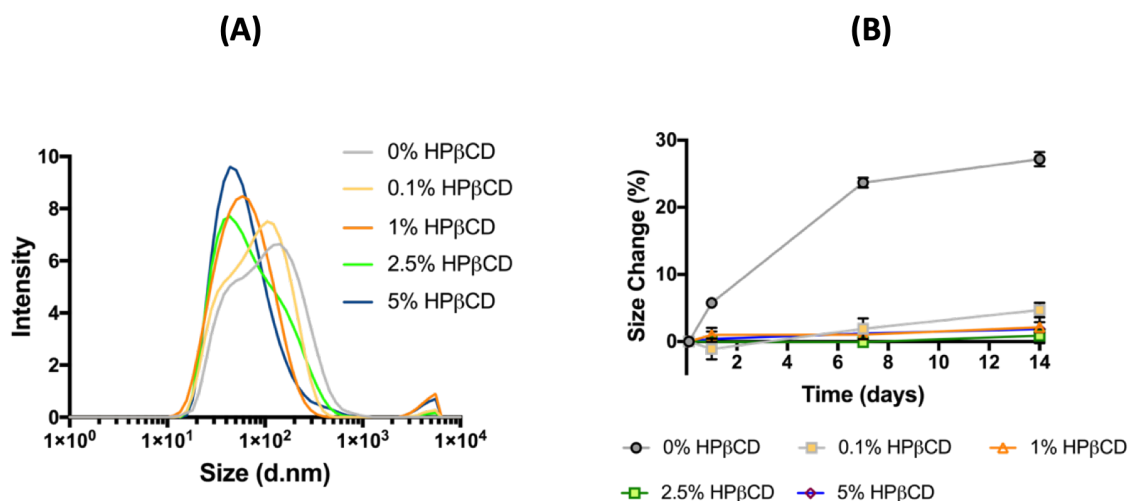 (A)
(B)
10
8
6
4
2
0
Intensity
1×10⁰
1×10¹
1×10²
1×10³
1×10⁴
Size (d.nm)
0% HPβCD
0.1% HPβCD
1% HPβCD
2.5% HPβCD
5% HPβCD
30
20
10
0
Size Change (%)
2
4
6
8
10
12
14
Time (days)
0% HPβCD
0.1% HPβCD
1% HPβCD
2.5% HPβCD
5% HPβCD